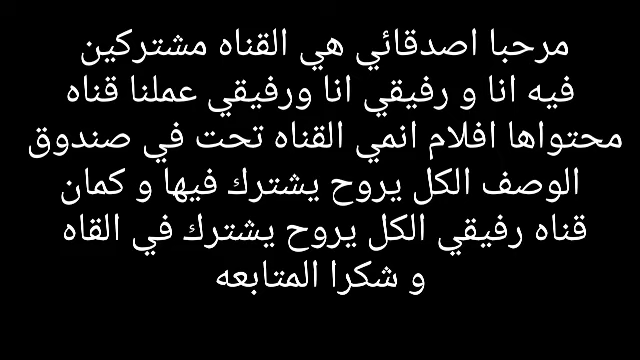 مرحبا اصدقائي هي القناه مشتركين
فيه انا و رفيقي انا ورفيقي عملنا قناه
محتواها افلام انمي القناه تحت في صندوق
الوصف الكل يروح يشترك فيها و كمان
قناه رفيقي الكل يروح يشترك في القاه
و شكرا المتابعه